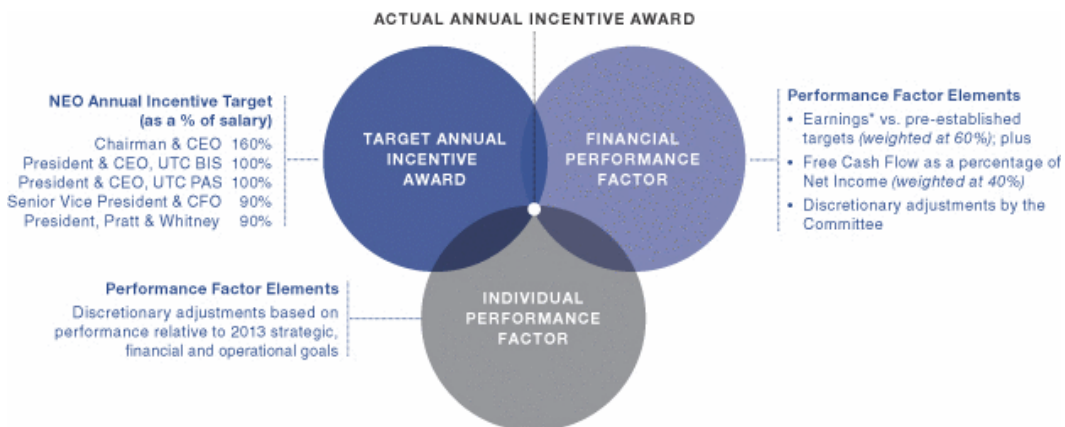 ACTUAL ANNUAL INCENTIVE AWARD
NEO Annual Incentive Target
(as a % of salary)
Chairman & CEO 160%
President & CEO, UTC BIS 100%
President & CEO, UTC PAS 100%
Senior Vice President & CFO 90%
President, Pratt & Whitney 90%
TARGET ANNUAL
INCENTIVE
AWARD
FINANCIAL
PERFORMANCE
FACTOR
Performance Factor Elements
• Earnings* vs. pre-established
targets (weighted at 60%); plus
• Free Cash Flow as a percentage of
Net Income (weighted at 40%)
• Discretionary adjustments by the
Committee
Performance Factor Elements
Discretionary adjustments based on
performance relative to 2013 strategic,
financial and operational goals
INDIVIDUAL
PERFORMANCE
FACTOR